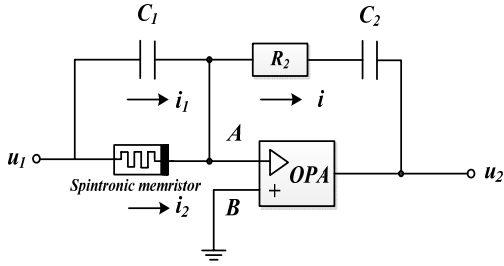 C1 C2
R2
i1 i
A
u1 OPA u2
+
Spintronic memristor
B
i2